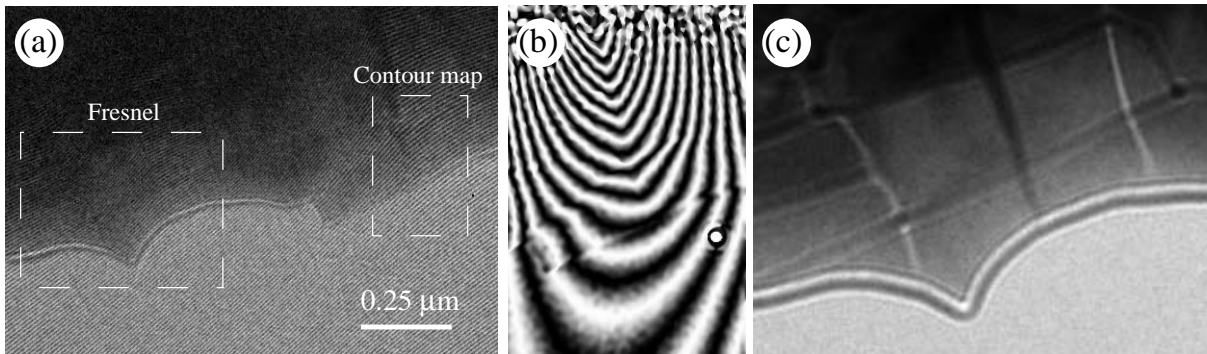 (a)
(b)
(c)
Contour map
Fresnel
0.25 μm